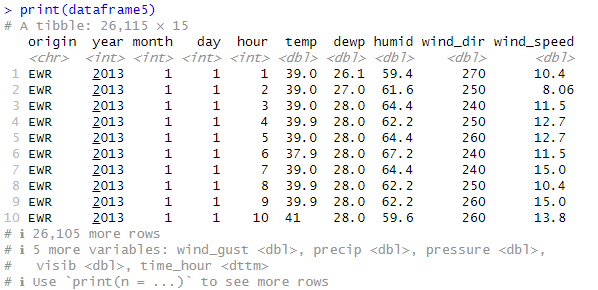 > print(dataframe5)
# A tibble: 26,115 × 15
   origin  year month   day  hour  temp  dewp humid wind_dir wind_speed
   <chr>  <int> <int> <int> <int> <dbl> <dbl> <dbl>    <dbl>      <dbl>
 1 EWR     2013     1     1     1  39.0  26.1  59.4      270      10.4
 2 EWR     2013     1     1     2  39.0  27.0  61.6      250       8.06
 3 EWR     2013     1     1     3  39.0  28.0  64.4      240      11.5
 4 EWR     2013     1     1     4  39.9  28.0  62.2      250      12.7
 5 EWR     2013     1     1     5  39.0  28.0  64.4      260      12.7
 6 EWR     2013     1     1     6  37.9  28.0  67.2      240      11.5
 7 EWR     2013     1     1     7  39.0  28.0  64.4      240      15.0
 8 EWR     2013     1     1     8  39.9  28.0  62.2      250      10.4
 9 EWR     2013     1     1     9  39.9  28.0  62.2      260      15.0
10 EWR     2013     1     1    10  41    28.0  59.6      260      13.8
# ℹ 26,105 more rows
# ℹ 5 more variables: wind_gust <dbl>, precip <dbl>, pressure <dbl>,
#   visib <dbl>, time_hour <dttm>
# ℹ Use `print(n = ...)` to see more rows